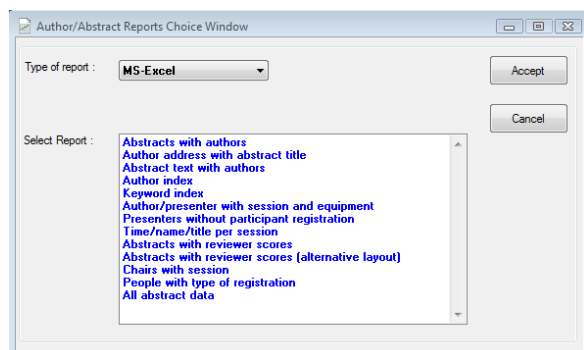 Author/Abstract Reports Choice Window
Type of report :
MS-Excel
Accept
Cancel
Select Report :
Abstracts with authors
Author address with abstract title
Abstract text with authors
Author index
Keyword index
Author/presenter with session and equipment
Presenters without participant registration
Time/name/title per session
Abstracts with reviewer scores
Abstracts with reviewer scores (alternative layout)
Chairs with session
People with type of registration
All abstract data